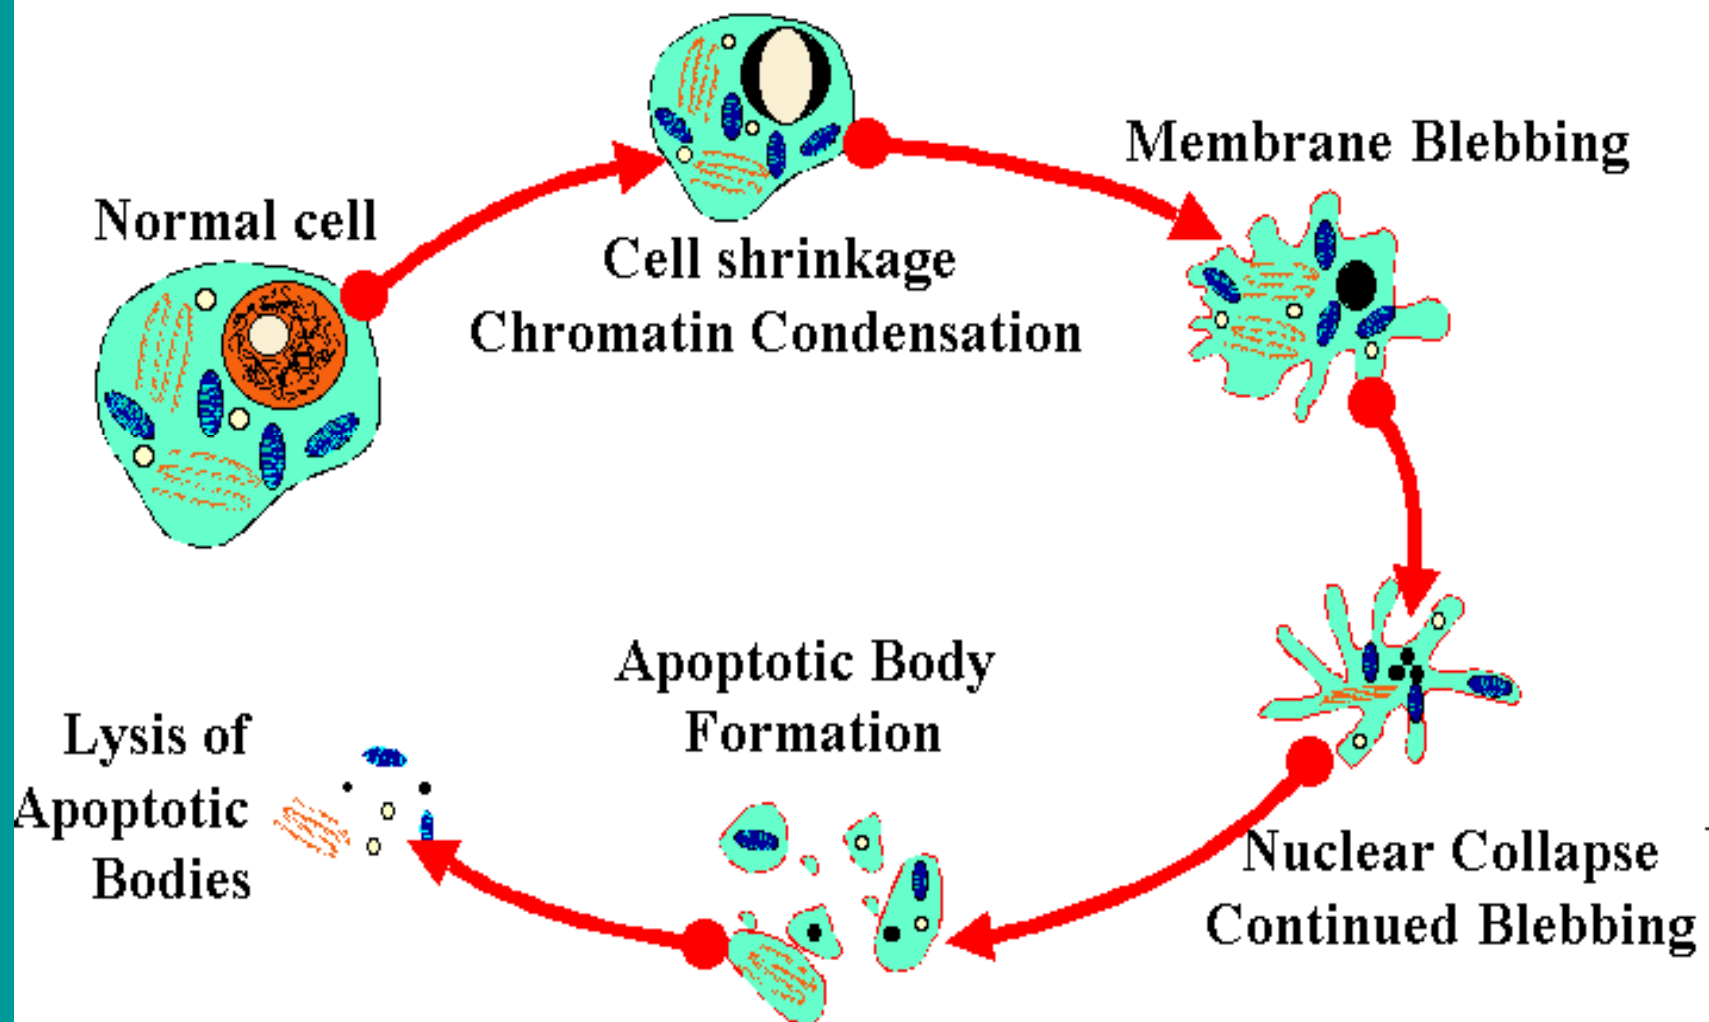 Normal cell
Cell shrinkage
Chromatin Condensation
Membrane Blebbing
Nuclear Collapse
Continued Blebbing
Apoptotic Body
Formation
Lysis of
Apoptotic
Bodies